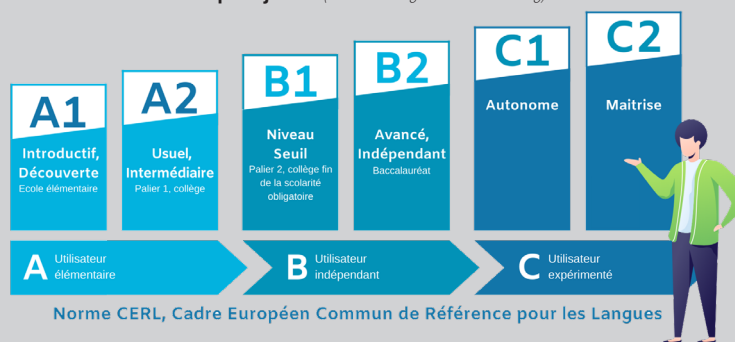 A1
Introductif,
Découverte
Ecole élémentaire
A2
Usuel,
Intermédiaire
Palier 1, collège
B1
Niveau
Seuil
Palier 2, collège fin
de la scolarité
obligatoire
B2
Avancé,
Indépendant
Baccalauréat
C1
Autonome
C2
Maitrise
A Utilisateur
élémentaire
B Utilisateur
indépendant
C Utilisateur
expérimenté
Norme CERL, Cadre Européen Commun de Référence pour les Langues